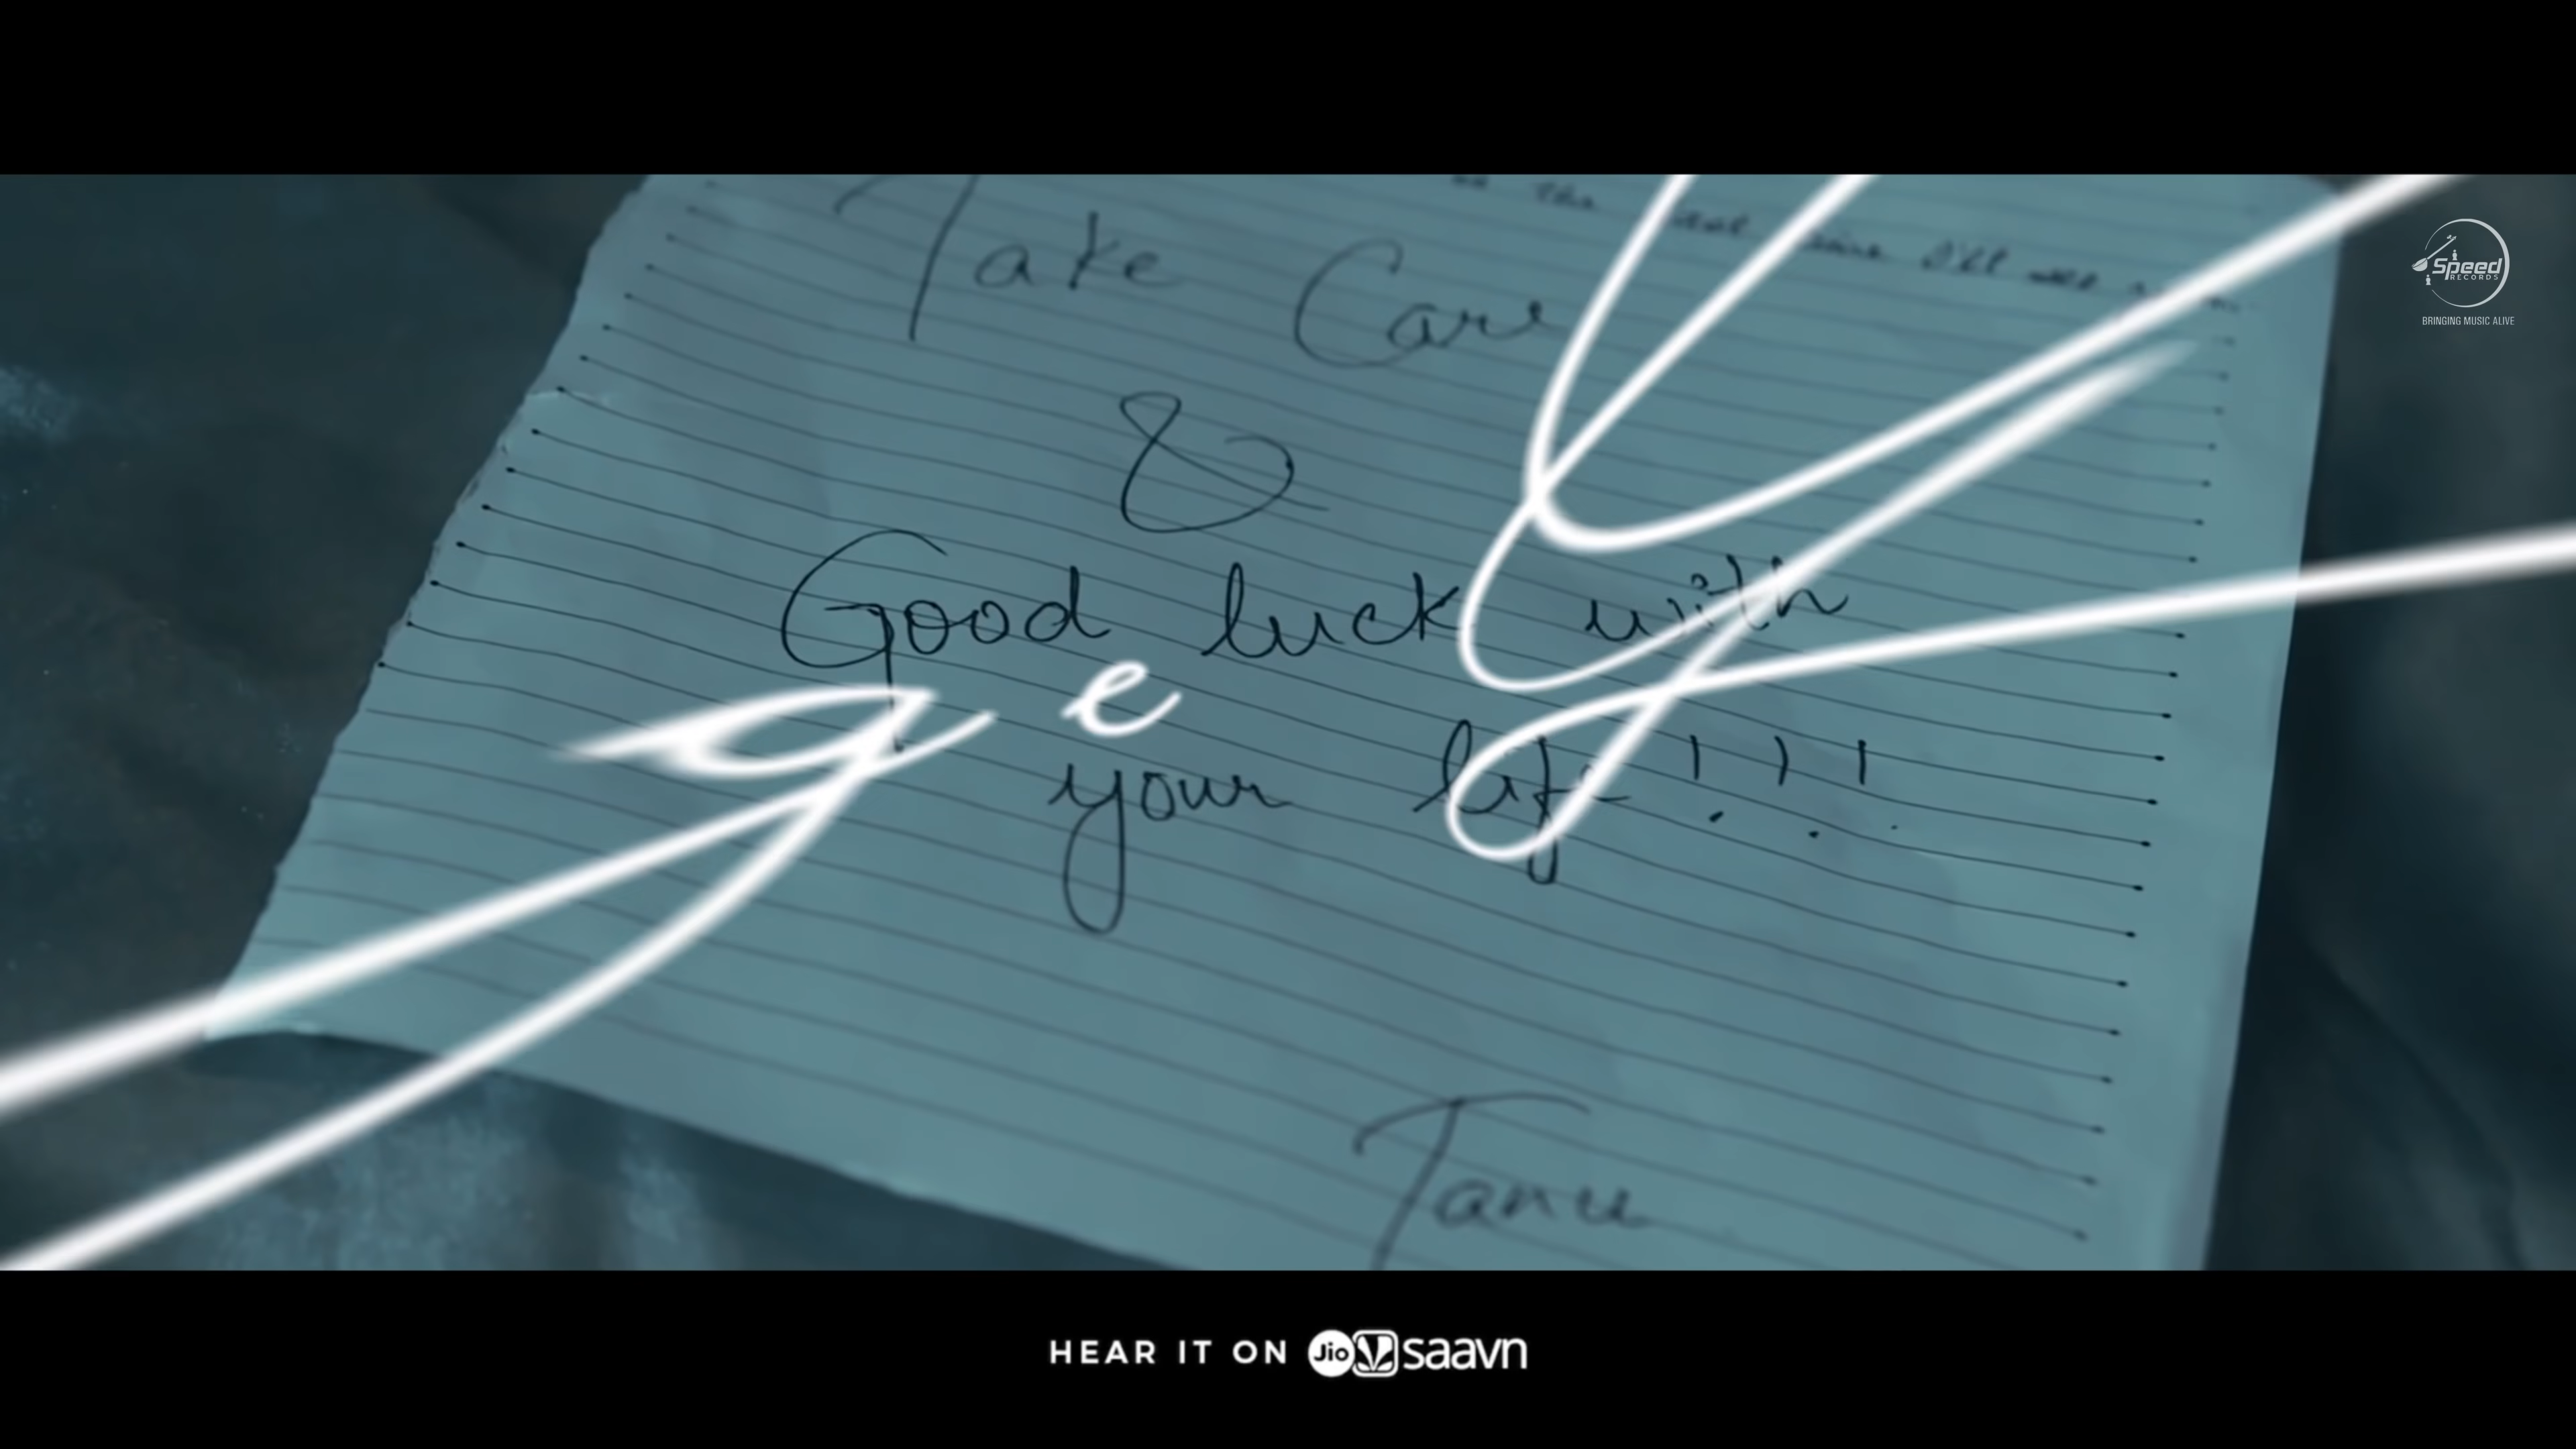 Take Care
&
Good luck with
your life !!!
Tanu
Speed
RECORDS
BRINGING MUSIC ALIVE
HEAR IT ON Jio saavn